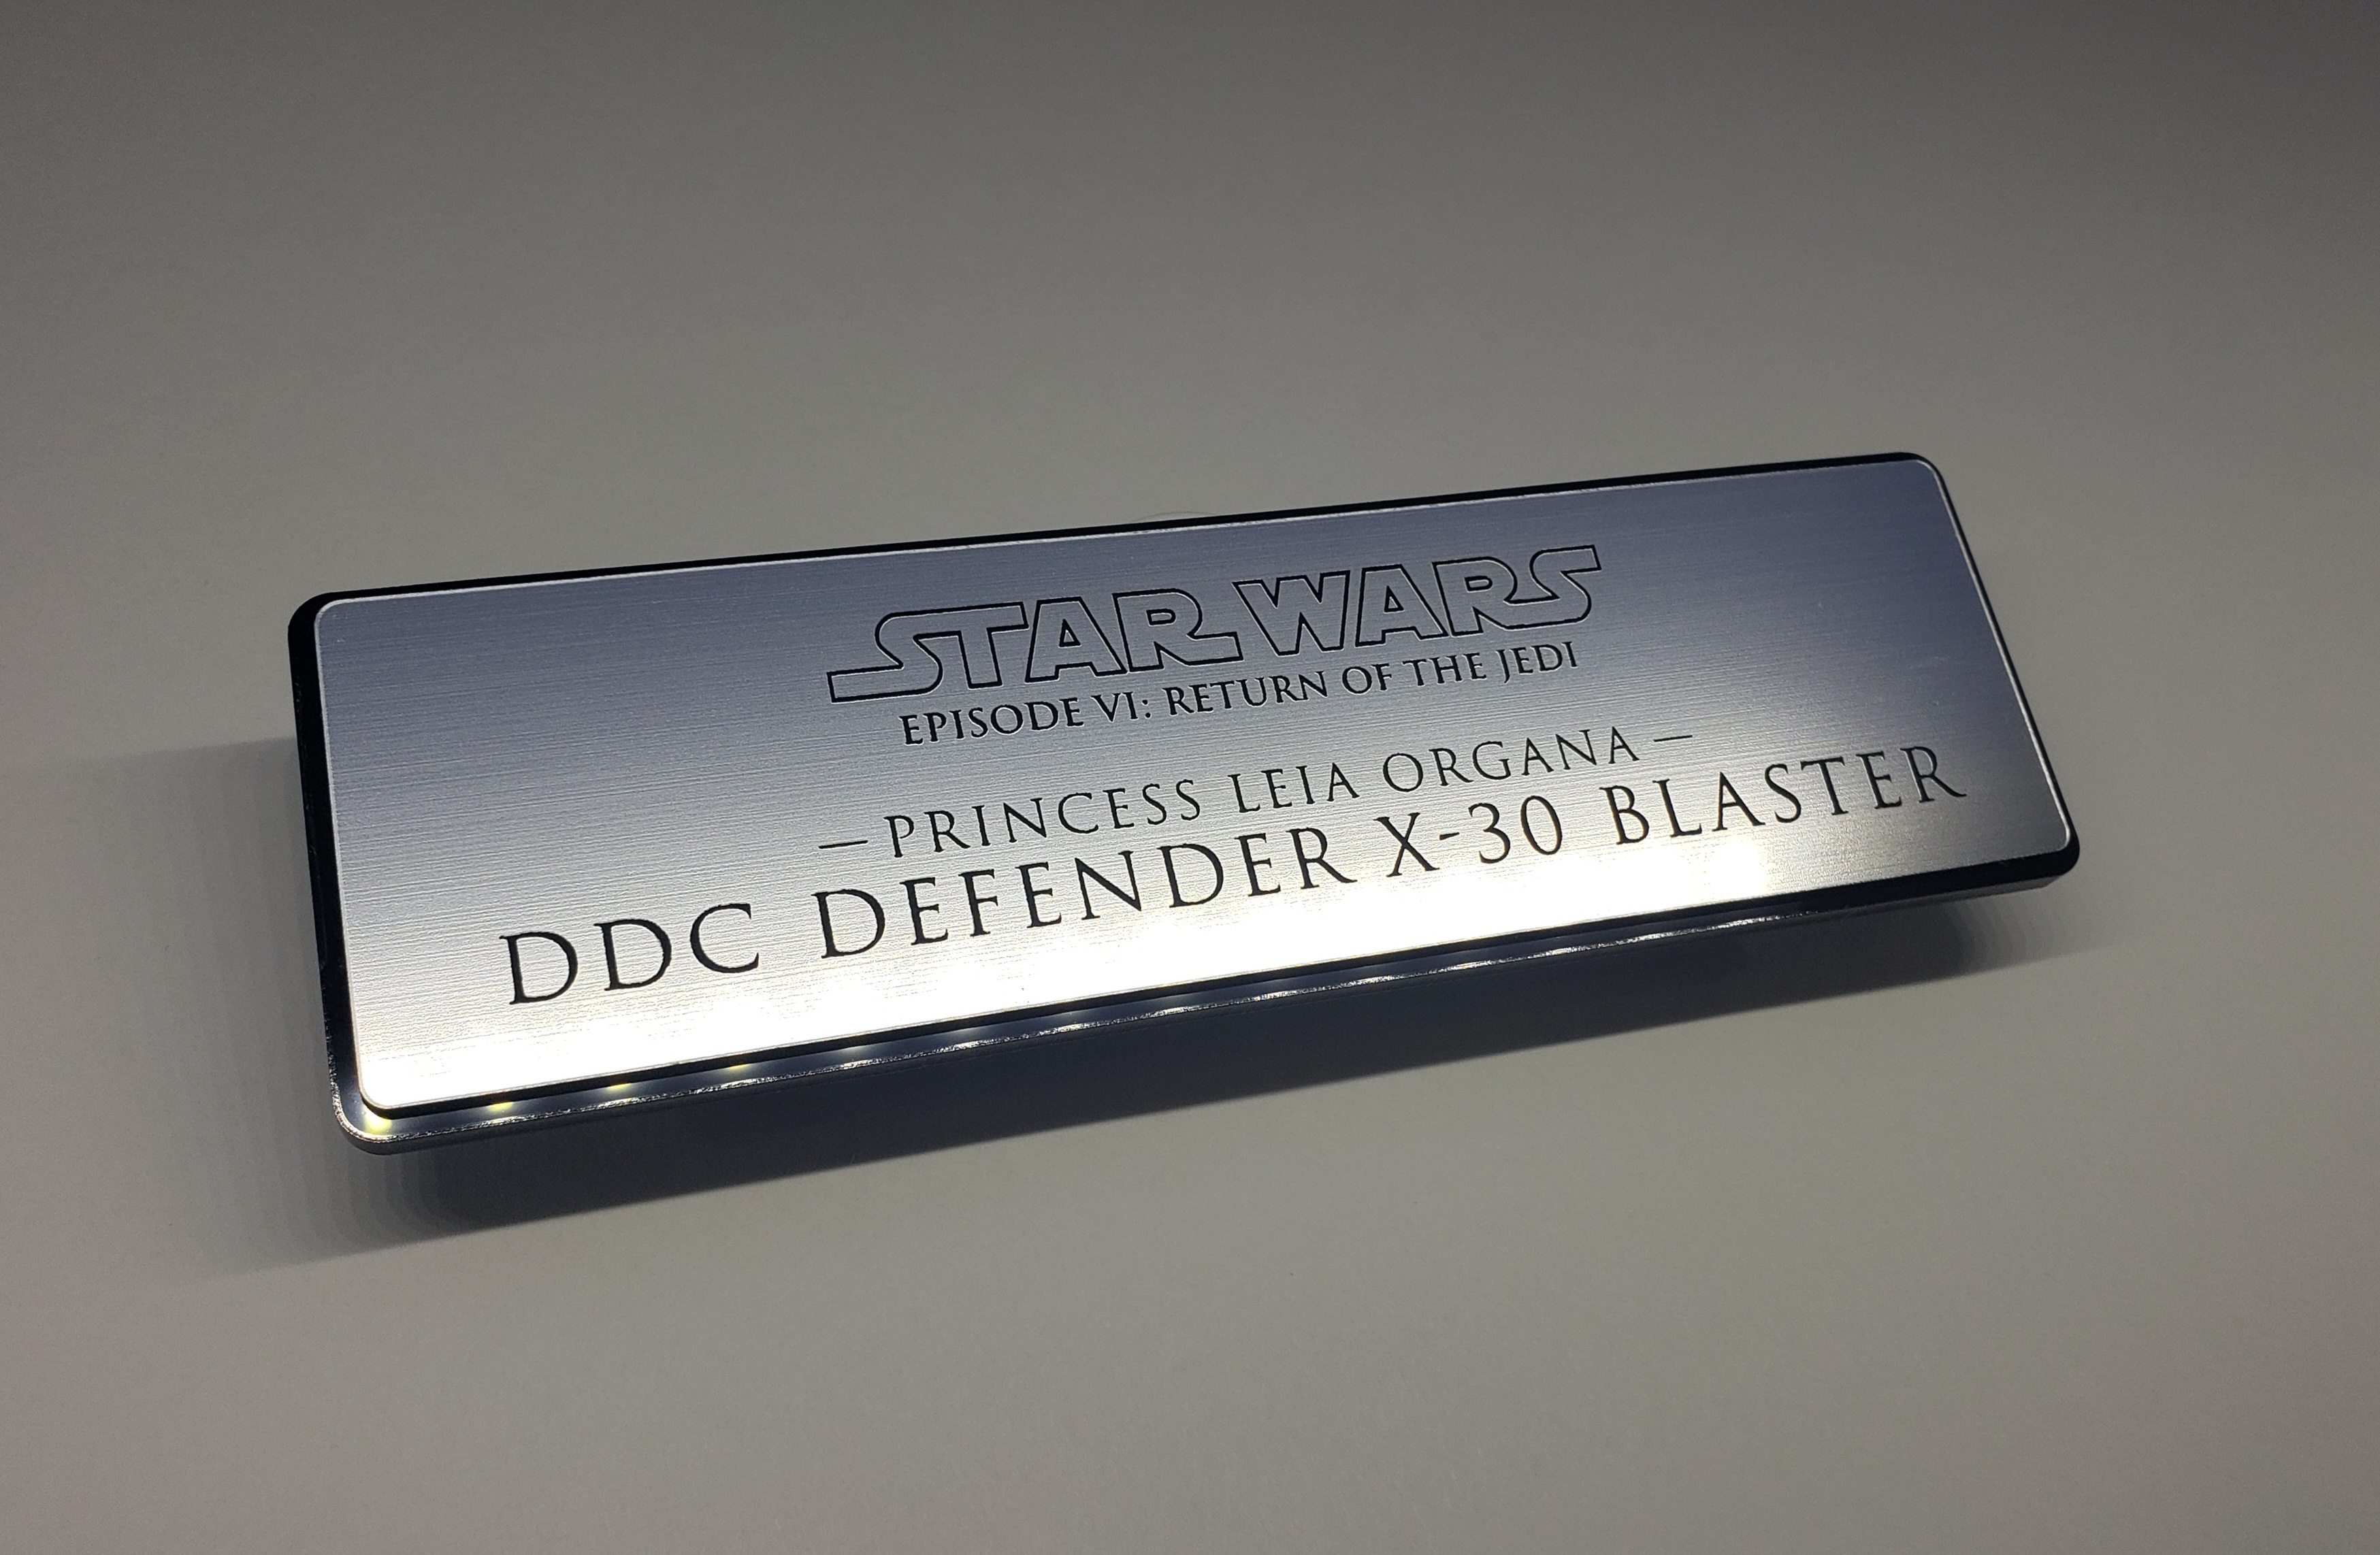 STAR WARS
EPISODE VI: RETURN OF THE JEDI
—PRINCESS LEIA ORGANA—
DDC DEFENDER X-30 BLASTER